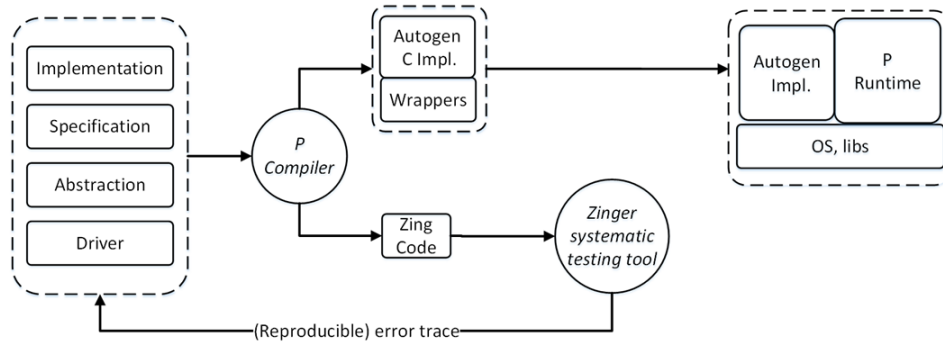 Implementation
Specification
Abstraction
Driver
P
Compiler
Autogen
C Impl.
Wrappers
Autogen
Impl.
P
Runtime
OS, libs
Zing
Code
Zinger
systematic
testing tool
(Reproducible) error trace